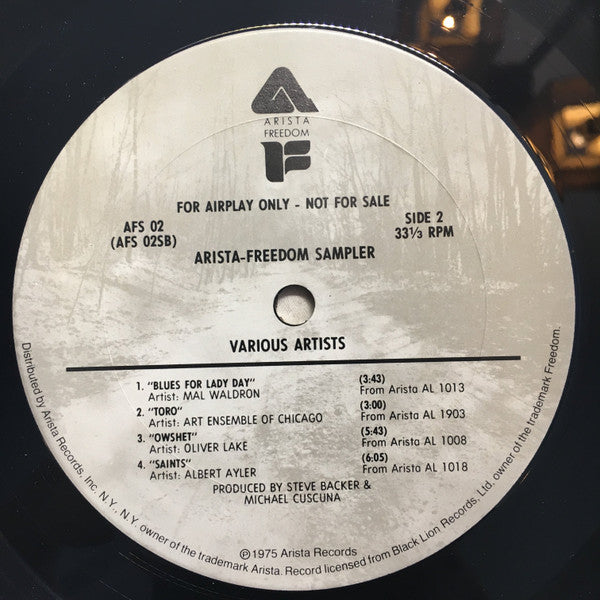 ARISTA
FREEDOM
FOR AIRPLAY ONLY - NOT FOR SALE
AFS 02
(AFS 02SB)
SIDE 2
33⅓ RPM
ARISTA-FREEDOM SAMPLER
VARIOUS ARTISTS
1. "BLUES FOR LADY DAY" (3:43)
Artist: MAL WALDRON From Arista AL 1013
2. "TORO" (3:00)
Artist: ART ENSEMBLE OF CHICAGO From Arista AL 1903
3. "OWSHET" (5:43)
Artist: OLIVER LAKE From Arista AL 1008
4. "SAINTS" (6:05)
Artist: ALBERT AYLER From Arista AL 1018
PRODUCED BY STEVE BACKER &
MICHAEL CUSCUNA
℗1975 Arista Records
Distributed by Arista Records, Inc. N.Y., N.Y. owner of the trademark Arista. Record licensed from Black Lion Records, Ltd. owner of the trademark Freedom.